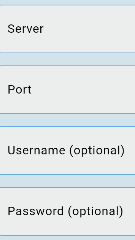 Server
Port
Username (optional)
Password (optional)